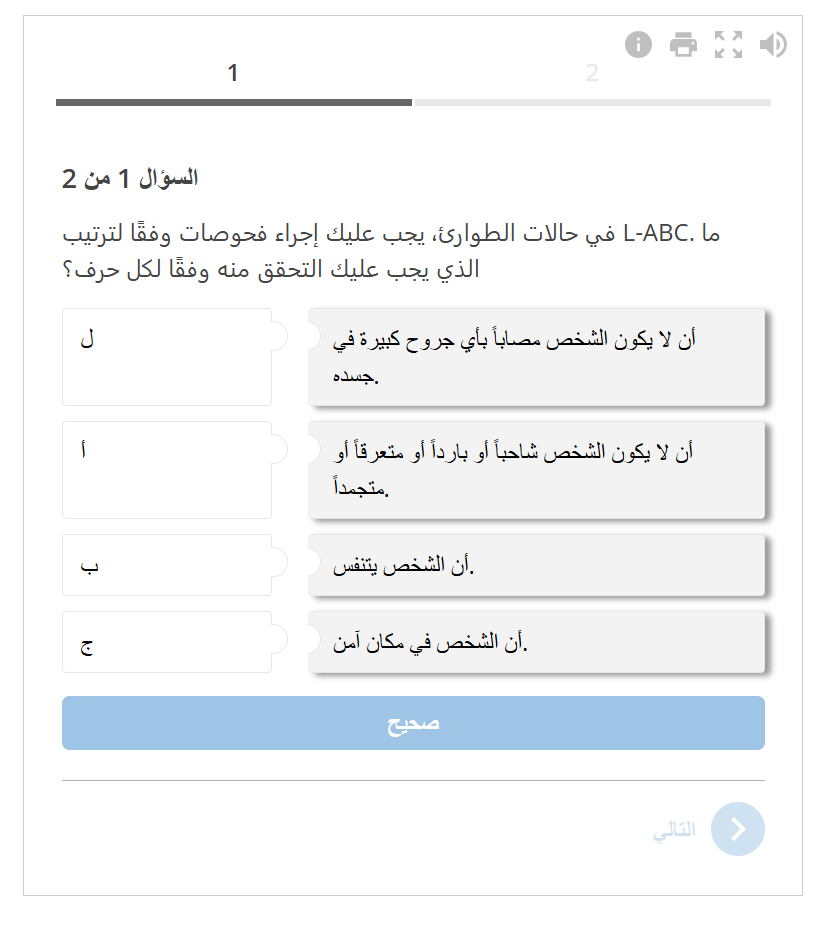 1
2
السؤال 1 من 2
في حالات الطوارئ، يجب عليك إجراء فحوصات وفقًا لترتيب L-ABC. ما
الذي يجب عليك التحقق منه وفقًا لكل حرف؟
ل
أن لا يكون الشخص مصاباً بأي جروح كبيرة في
جسده.
أ
أن لا يكون الشخص شاحباً أو بارداً أو متعرقاً أو
متجمداً.
ب
أن الشخص يتنفس.
ج
أن الشخص في مكان آمن.
صحيح
التالي